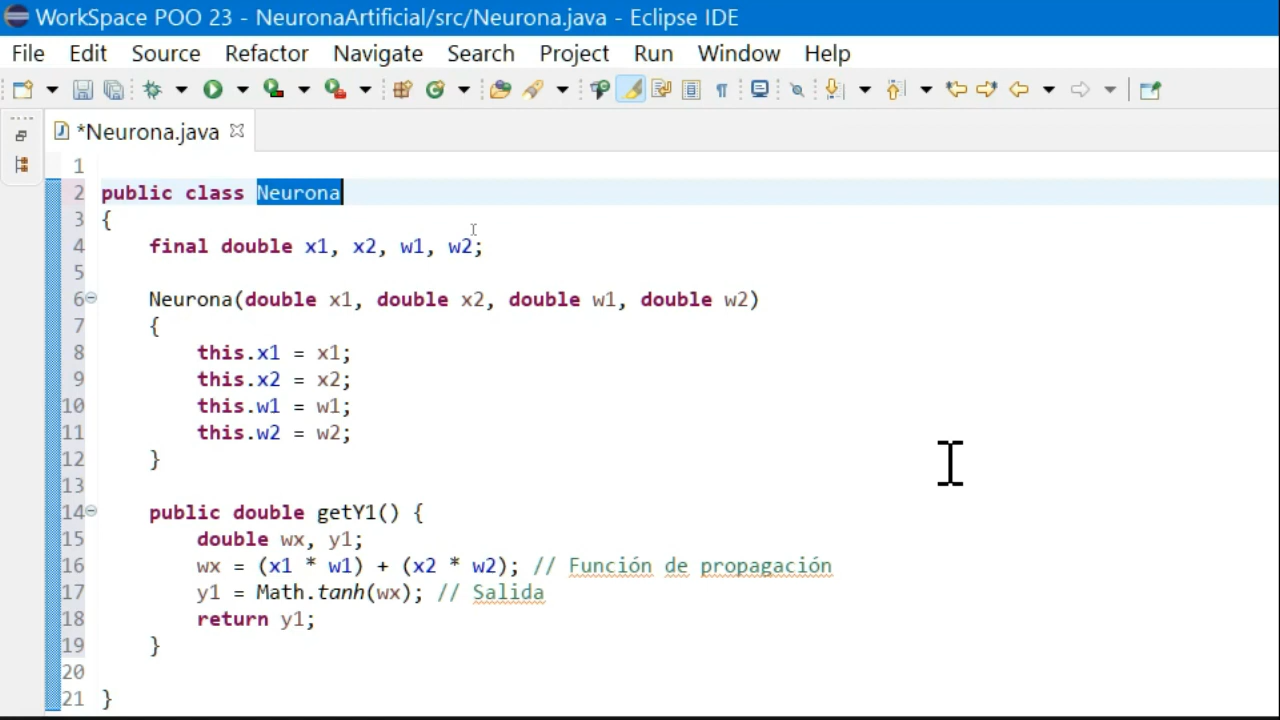 WorkSpace POO 23 - NeuronaArtificial/src/Neurona.java - Eclipse IDE
File Edit Source Refactor Navigate Search Project Run Window Help
*Neurona.java
1
2 public class Neurona
3 {
4     final double x1, x2, w1, w2;
5
6     Neurona(double x1, double x2, double w1, double w2)
7     {
8         this.x1 = x1;
9         this.x2 = x2;
10         this.w1 = w1;
11         this.w2 = w2;
12     }
13
14     public double getY1() {
15         double wx, y1;
16         wx = (x1 * w1) + (x2 * w2); // Función de propagación
17         y1 = Math.tanh(wx); // Salida
18         return y1;
19     }
20
21 }